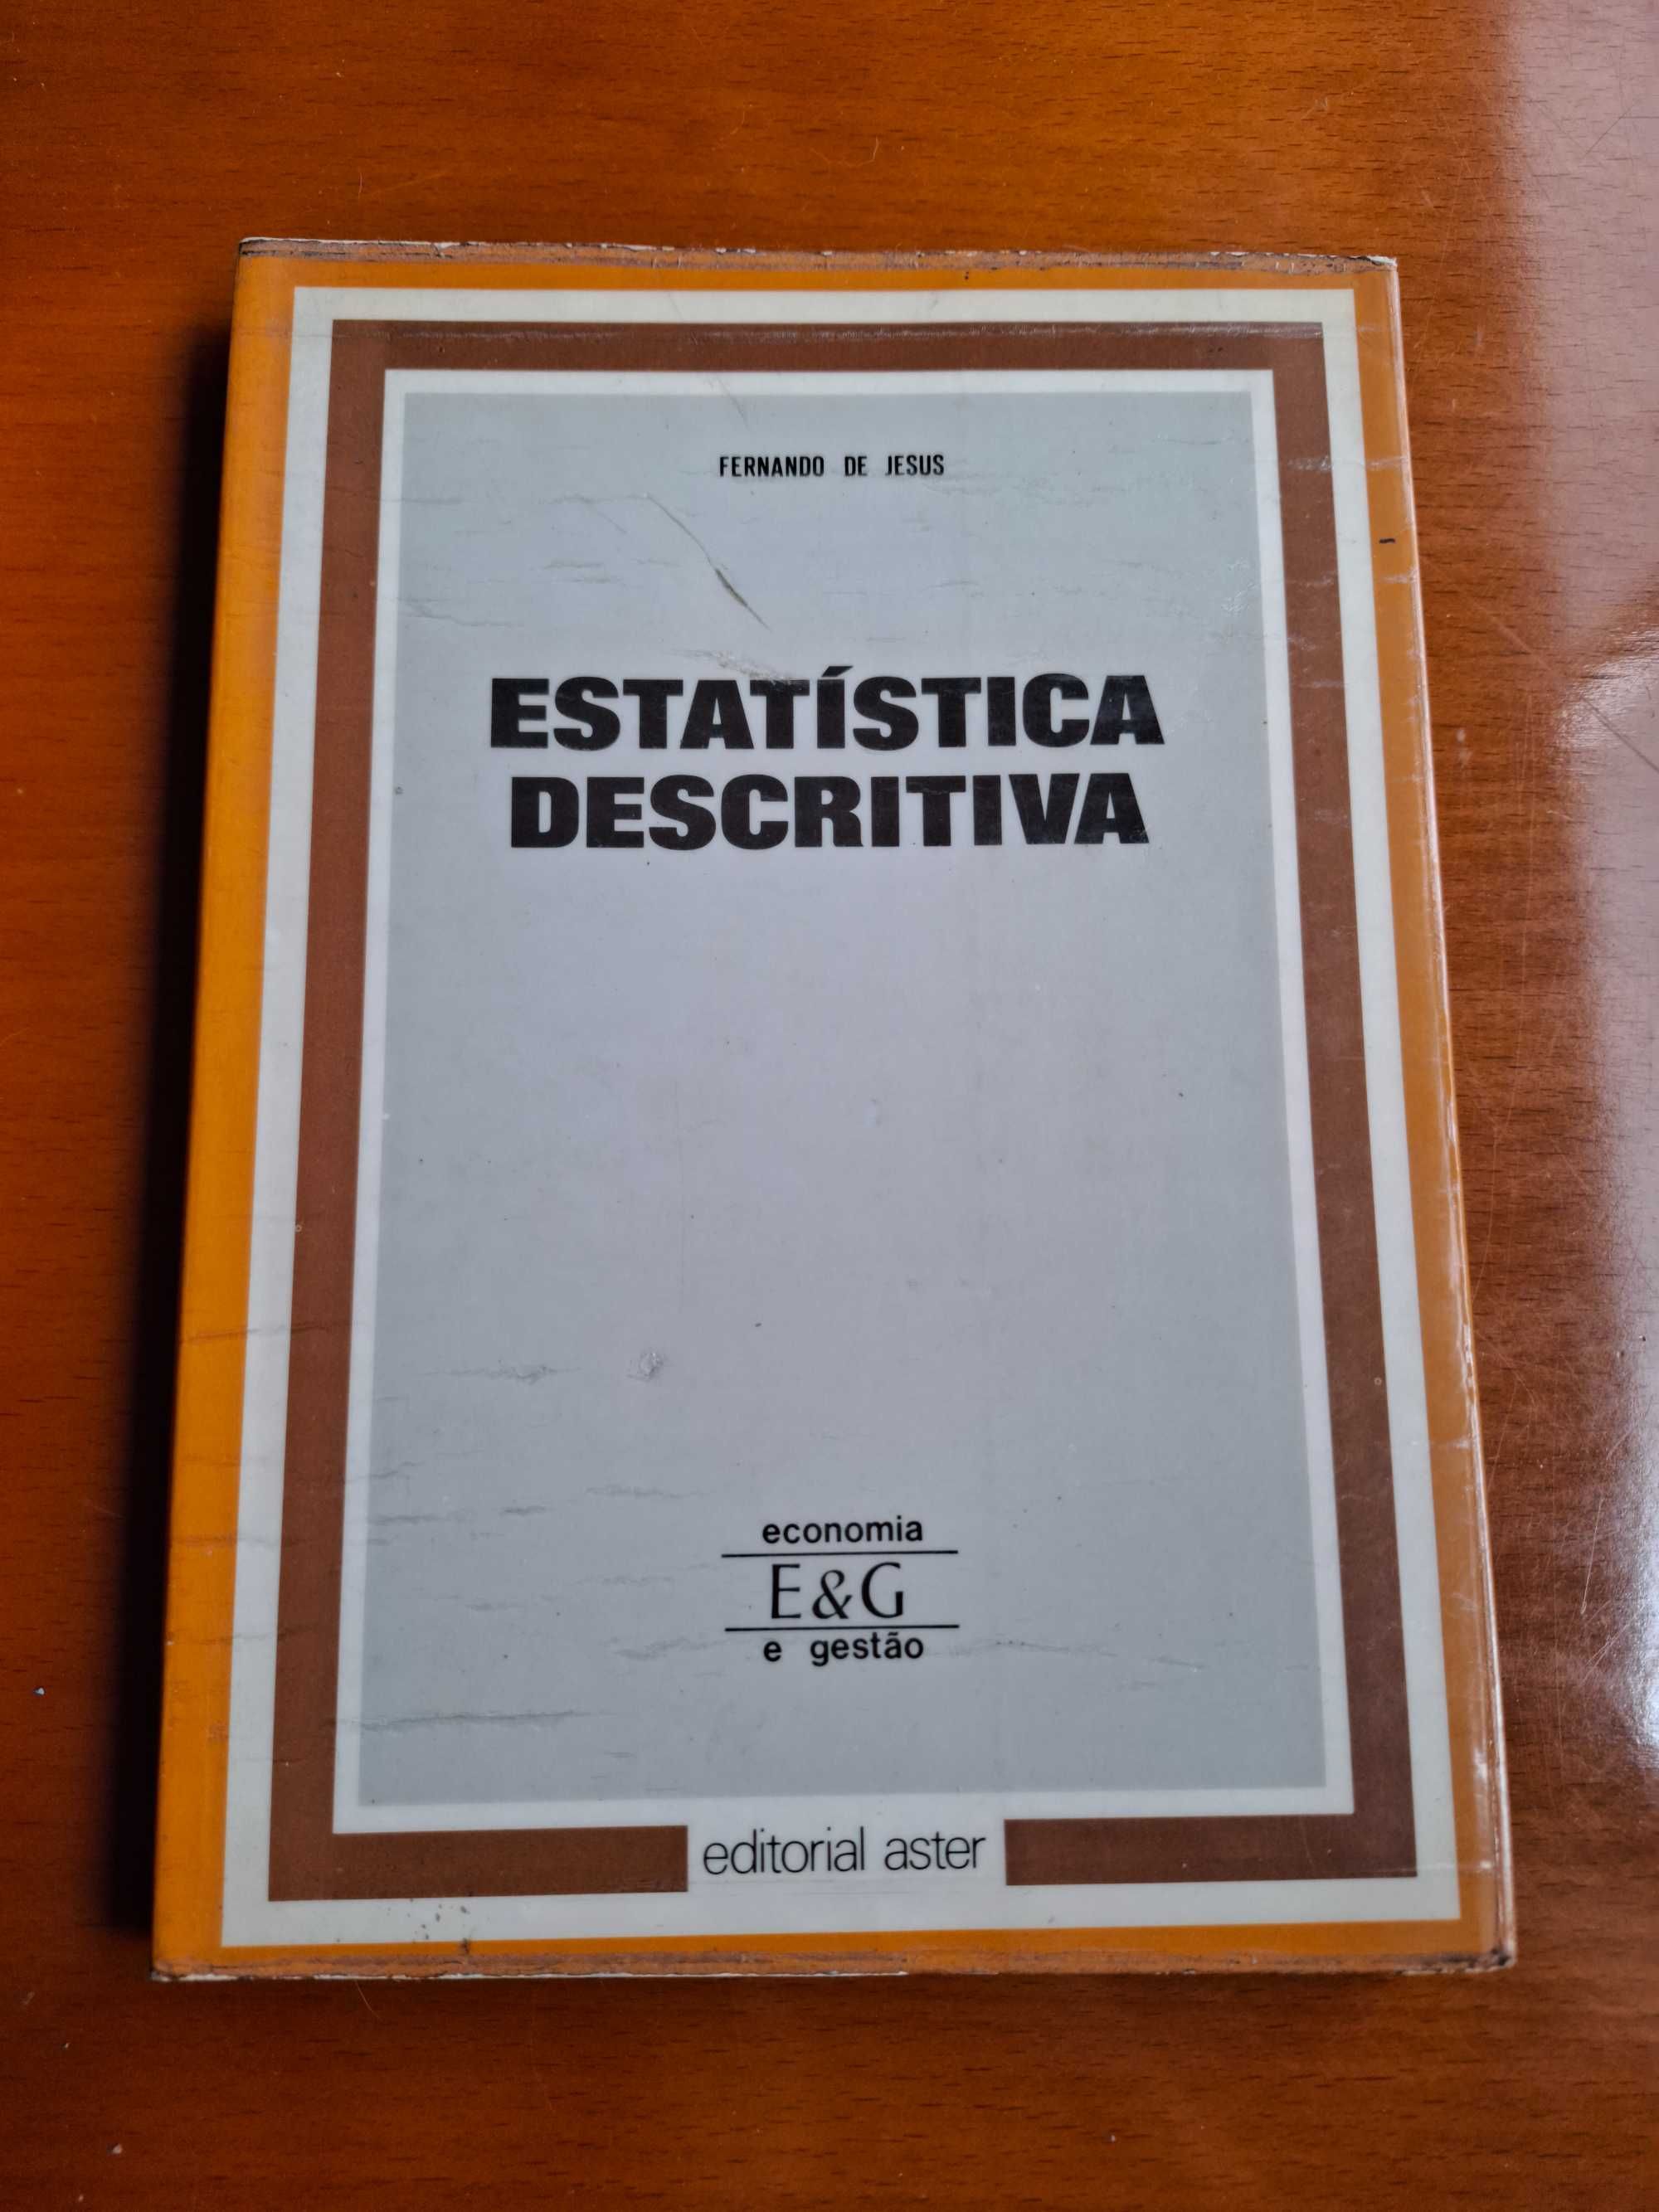 FERNANDO DE JESUS
ESTATÍSTICA
DESCRITIVA
economia
E&G
e gestão
editorial aster